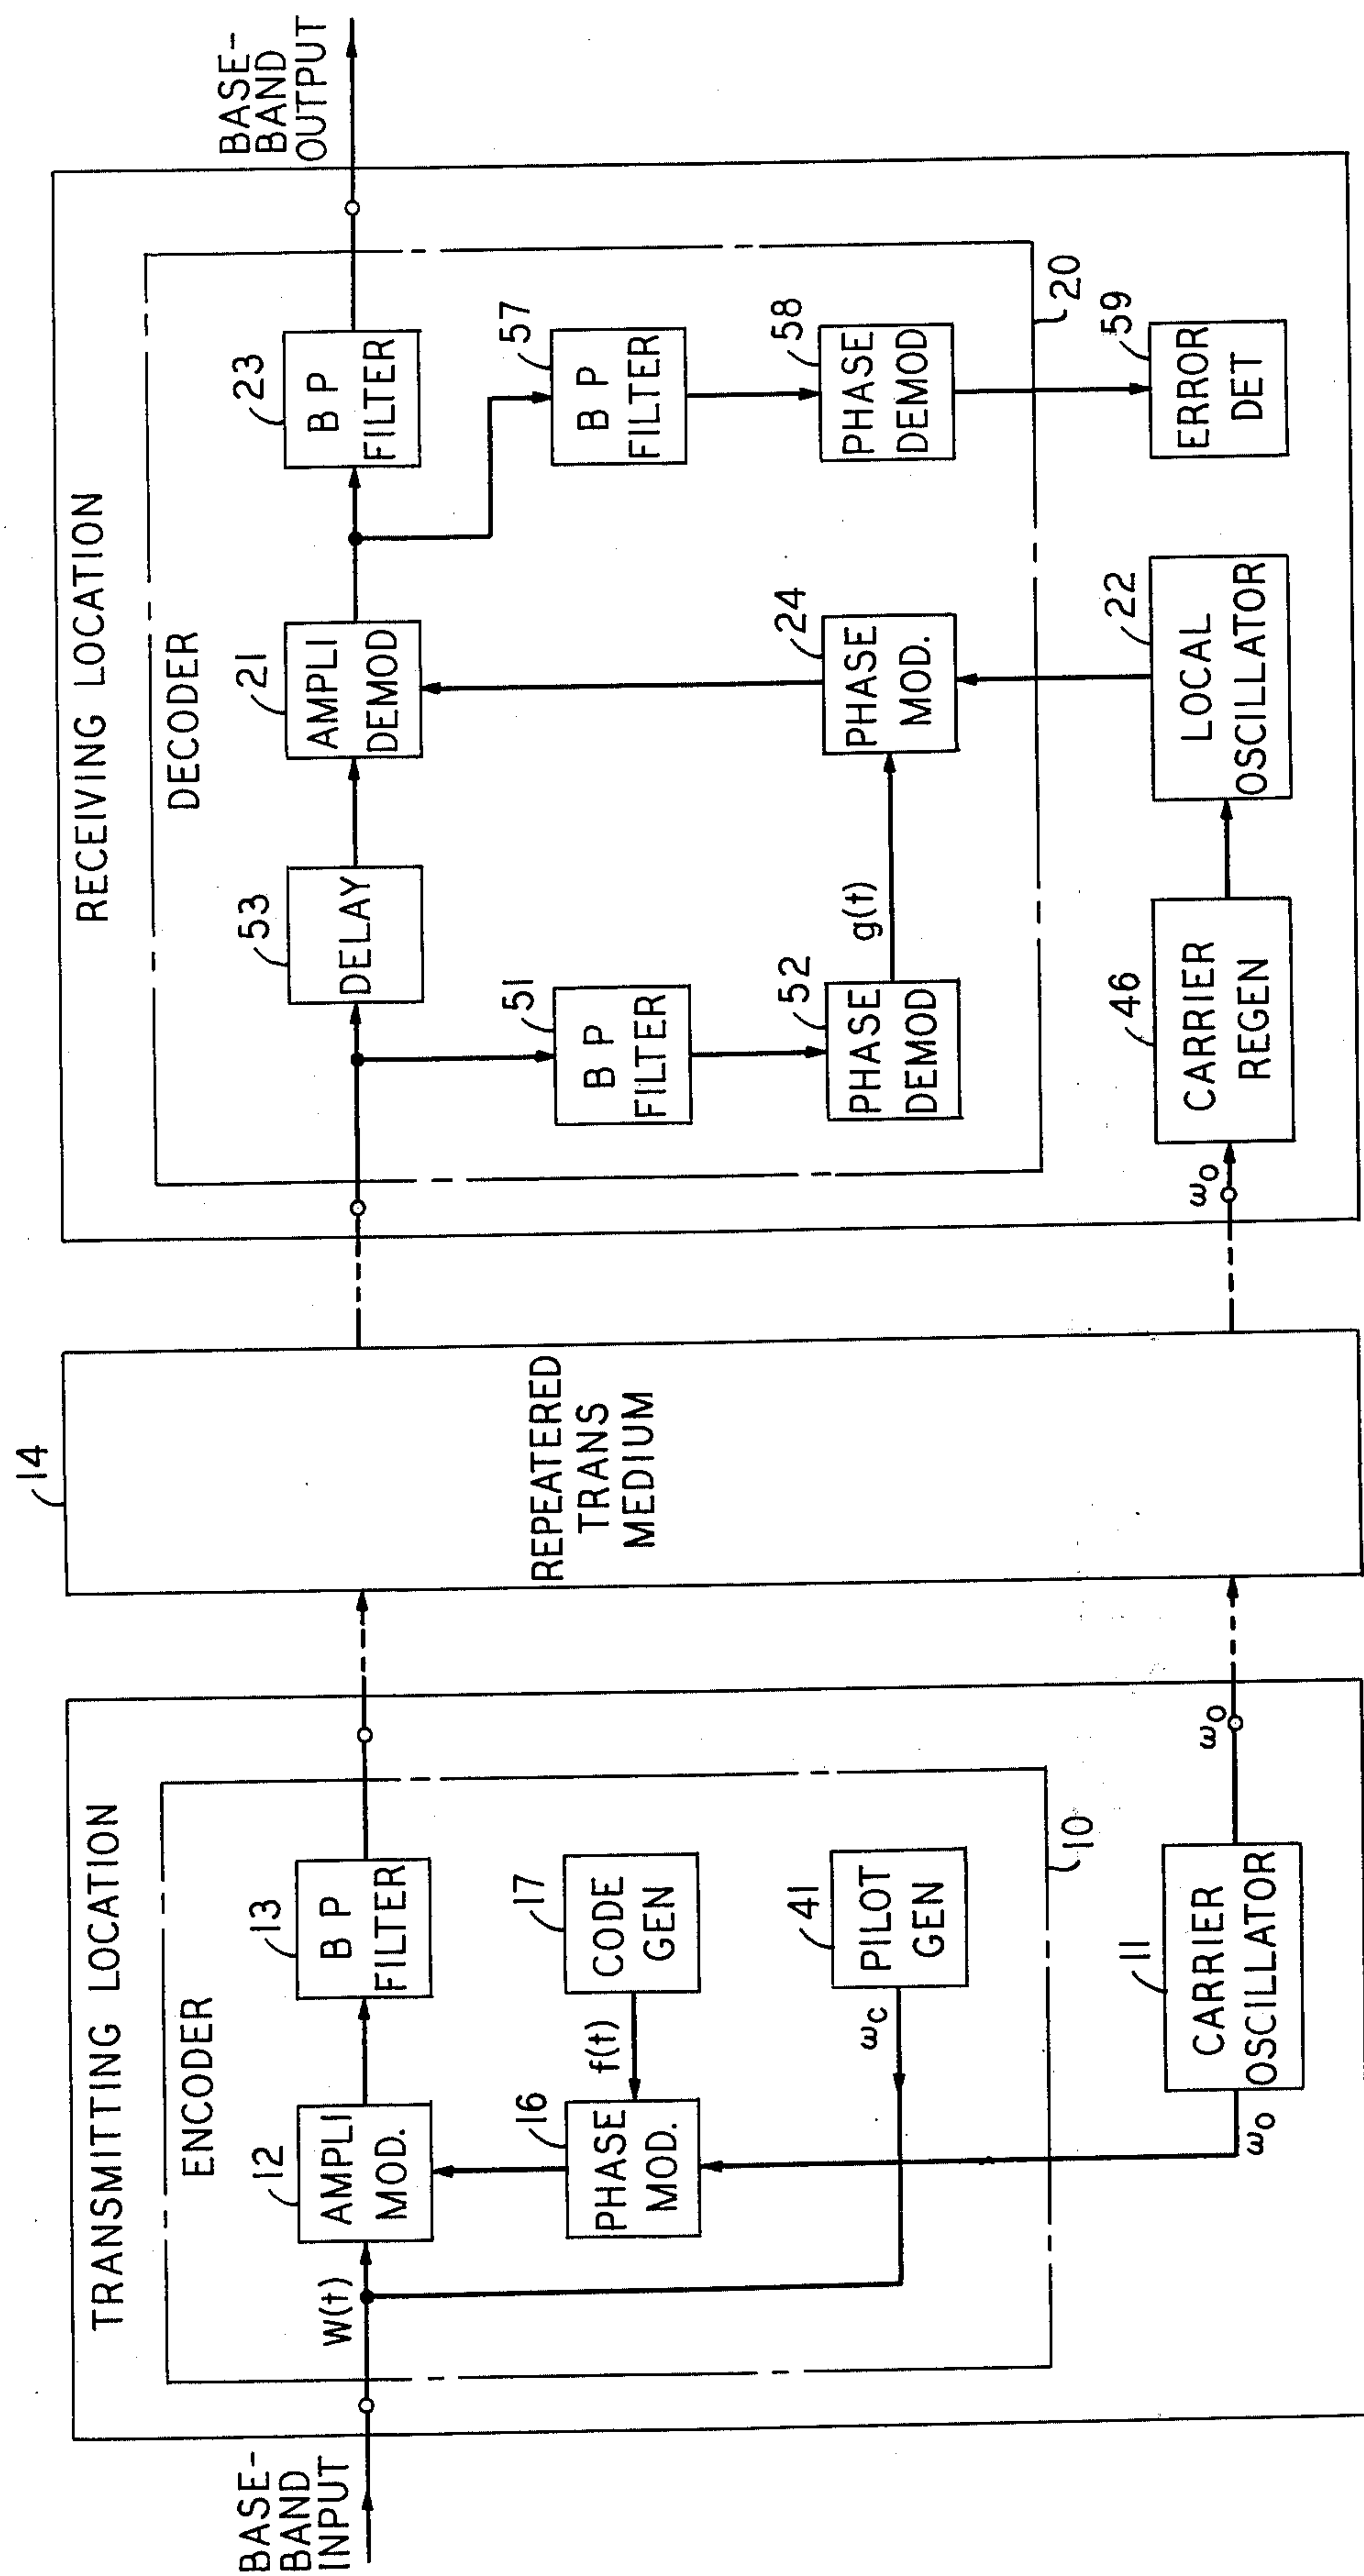 TRANSMITTING LOCATION
ENCODER
BASE-
BAND
INPUT
W(t)
12
AMPLI
MOD.
13
B P
FILTER
16
PHASE
MOD.
f(t)
17
CODE
GEN
ωc
41
PILOT
GEN
10
ωo
11
CARRIER
OSCILLATOR
ωo
14
REPEATERED
TRANS
MEDIUM
RECEIVING LOCATION
DECODER
53
DELAY
21
AMPLI
DEMOD
23
B P
FILTER
BASE-
BAND
OUTPUT
51
B P
FILTER
57
B P
FILTER
52
PHASE
DEMOD
g(t)
24
PHASE
MOD.
58
PHASE
DEMOD
20
ωo
46
CARRIER
REGEN
22
LOCAL
OSCILLATOR
59
ERROR
DET